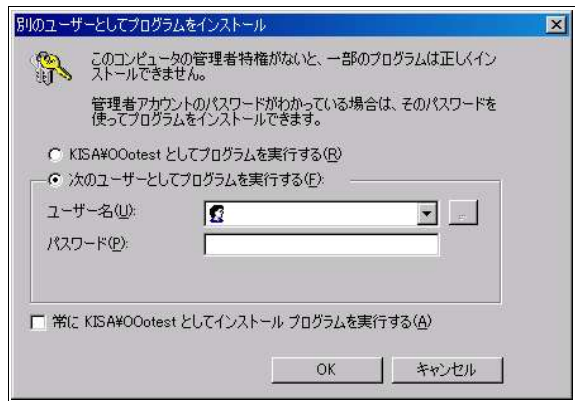 別のユーザーとしてプログラムをインストール
このコンピュータの管理者特権がないと、一部のプログラムは正しくイン
ストールできません。
管理者アカウントのパスワードがわかっている場合は、そのパスワードを
使ってプログラムをインストールできます。
KISA¥OOotest としてプログラムを実行する(R)
次のユーザーとしてプログラムを実行する(F):
ユーザー名(U):
パスワード(P):
常に KISA¥OOotest としてインストール プログラムを実行する(A)
OK キャンセル